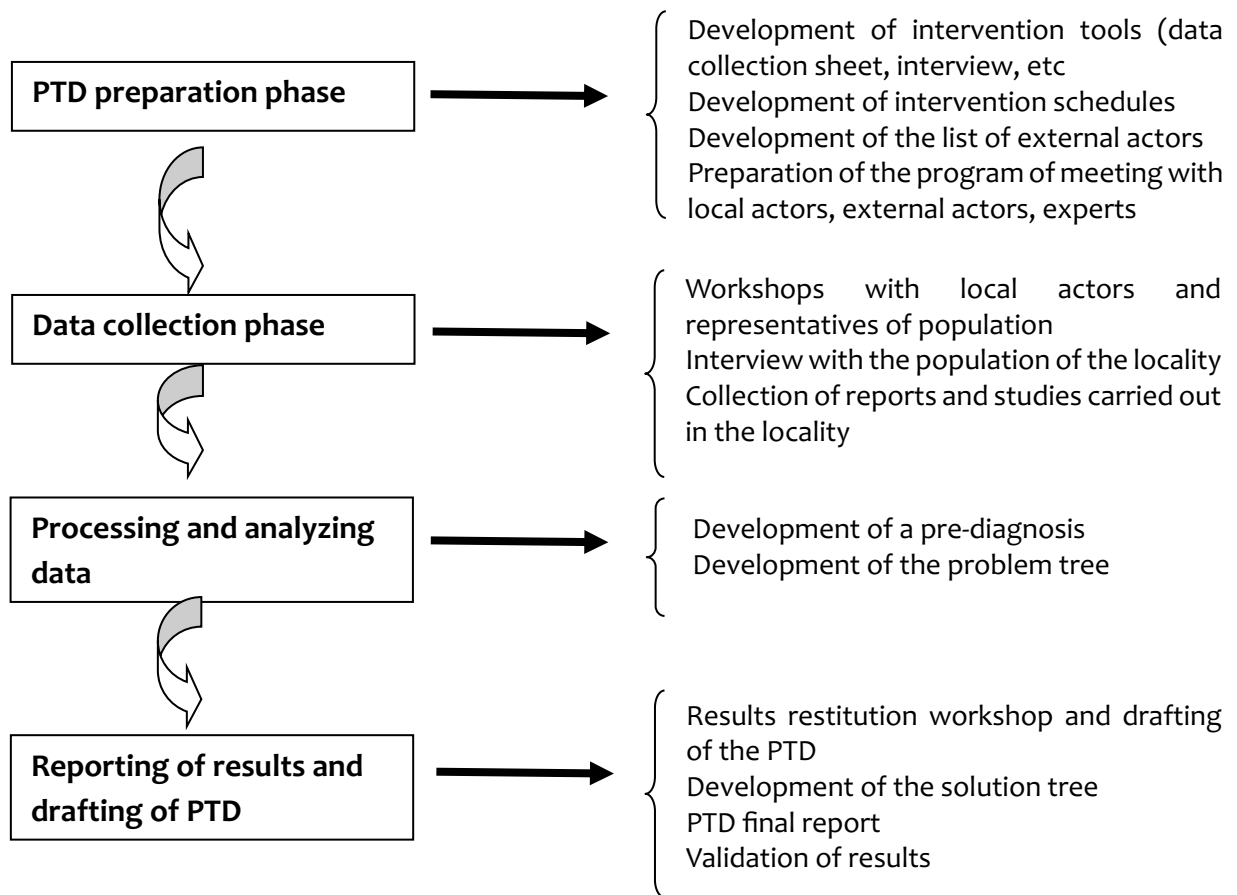 PTD preparation phase
Development of intervention tools (data
collection sheet, interview, etc
Development of intervention schedules
Development of the list of external actors
Preparation of the program of meeting with
local actors, external actors, experts
Data collection phase
Workshops with local actors and
representatives of population
Interview with the population of the locality
Collection of reports and studies carried out
in the locality
Processing and analyzing
data
Development of a pre-diagnosis
Development of the problem tree
Reporting of results and
drafting of PTD
Results restitution workshop and drafting
of the PTD
Development of the solution tree
PTD final report
Validation of results